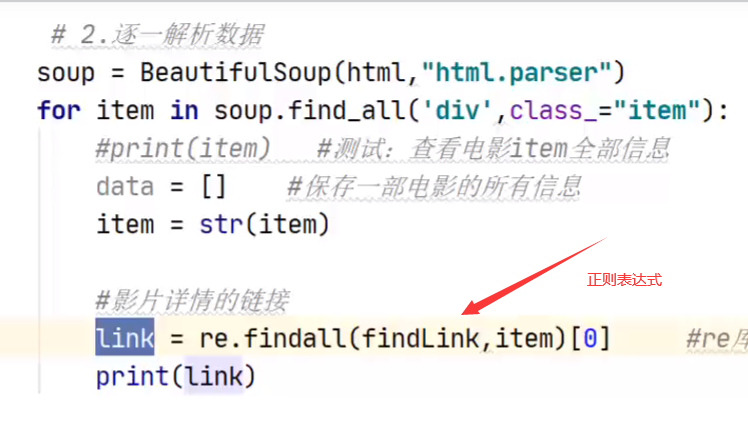 # 2.逐一解析数据
soup = BeautifulSoup(html,"html.parser")
for item in soup.find_all('div',class_="item"):
#print(item)   #测试：查看电影item全部信息
data = []    #保存一部电影的所有信息
item = str(item)
正则表达式
#影片详情的链接
link = re.findall(findLink,item)[0]     #re库
print(link)